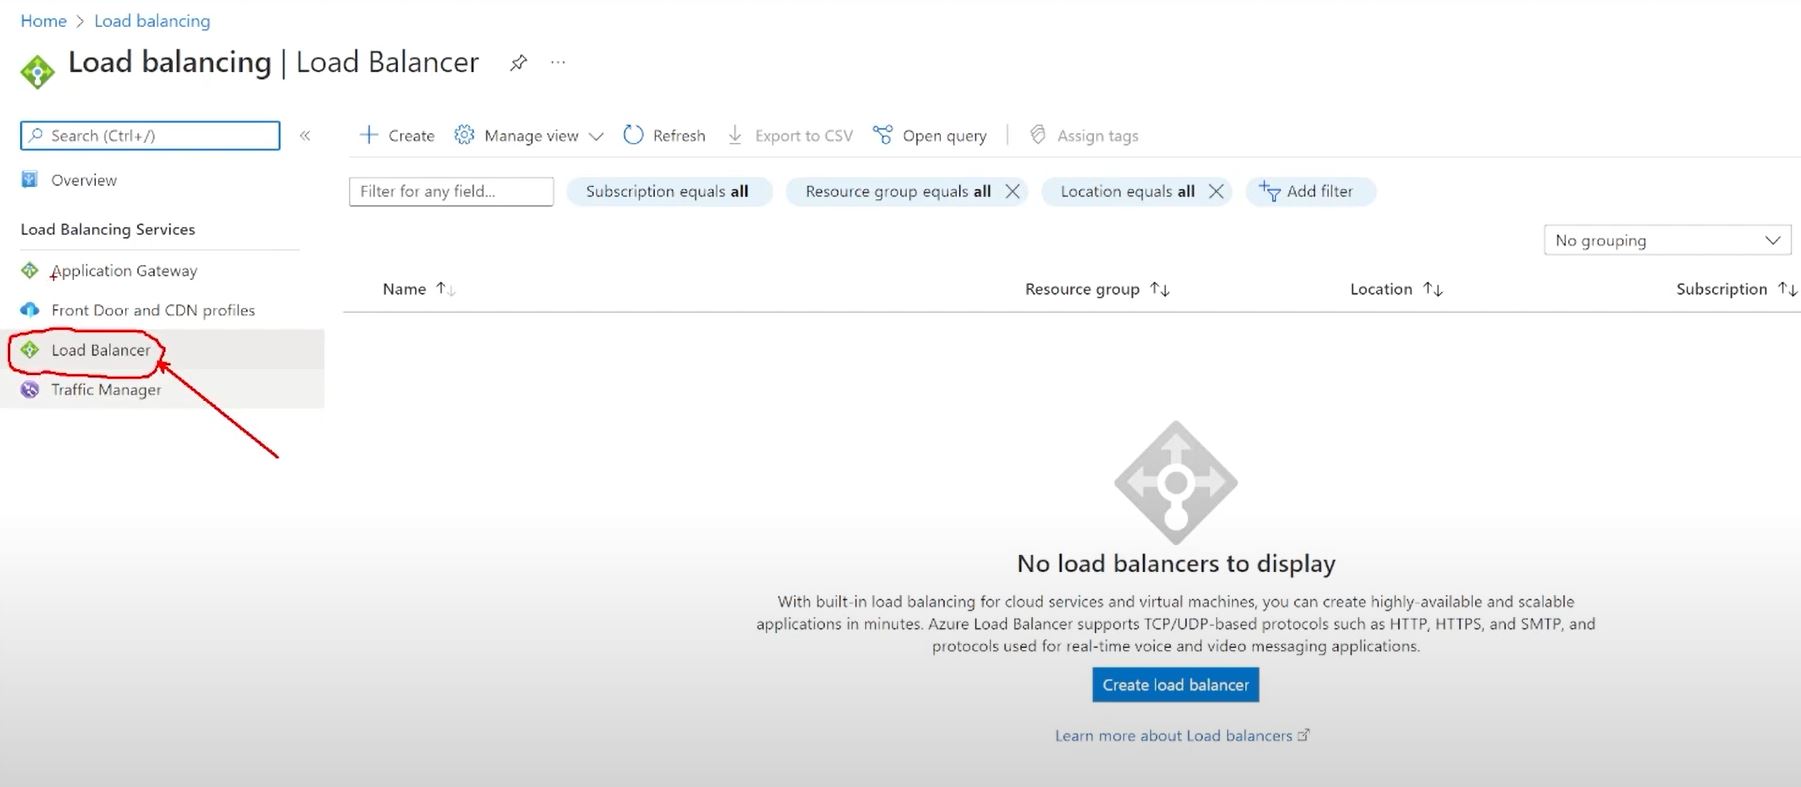 Home > Load balancing
Load balancing | Load Balancer ...
Search (Ctrl+/) «
Create Manage view Refresh Export to CSV Open query Assign tags
Overview
Filter for any field... Subscription equals all Resource group equals all Location equals all Add filter
Load Balancing Services
No grouping
Application Gateway
Name Resource group Location Subscription
Front Door and CDN profiles
Load Balancer
Traffic Manager
No load balancers to display
With built-in load balancing for cloud services and virtual machines, you can create highly-available and scalable
applications in minutes. Azure Load Balancer supports TCP/UDP-based protocols such as HTTP, HTTPS, and SMTP, and
protocols used for real-time voice and video messaging applications.
Create load balancer
Learn more about Load balancers